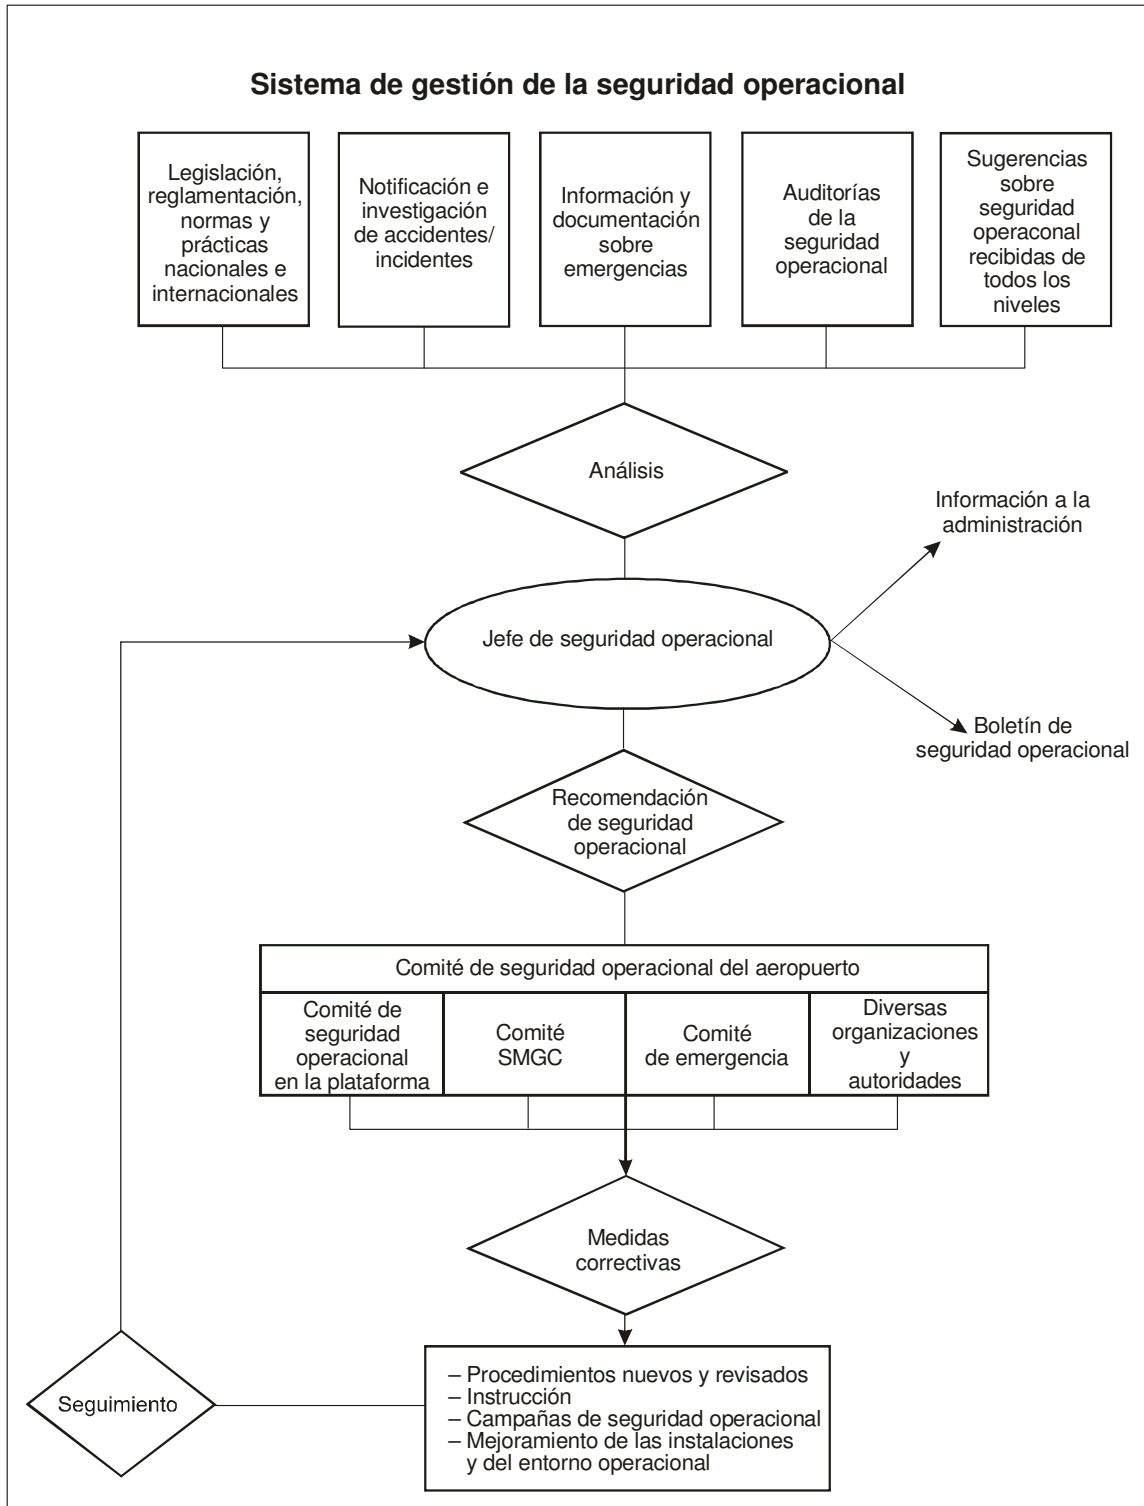 Sistema de gestión de la seguridad operacional
Legislación,
reglamentación,
normas y
prácticas
nacionales e
internacionales
Notificación e
investigación
de accidentes/
incidentes
Información y
documentación
sobre
emergencias
Auditorías
de la
seguridad
operacional
Sugerencias
sobre
seguridad
operaconal
recibidas de
todos los
niveles
Análisis
Información a la
administración
Jefe de seguridad operacional
Boletín de
seguridad operacional
Recomendación
de seguridad
operacional
Comité de seguridad operacional del aeropuerto
Comité de
seguridad
operacional
en la plataforma
Comité
SMGC
Comité
de emergencia
Diversas
organizaciones
y
autoridades
Medidas
correctivas
Seguimiento
– Procedimientos nuevos y revisados
– Instrucción
– Campañas de seguridad operacional
– Mejoramiento de las instalaciones
y del entorno operacional